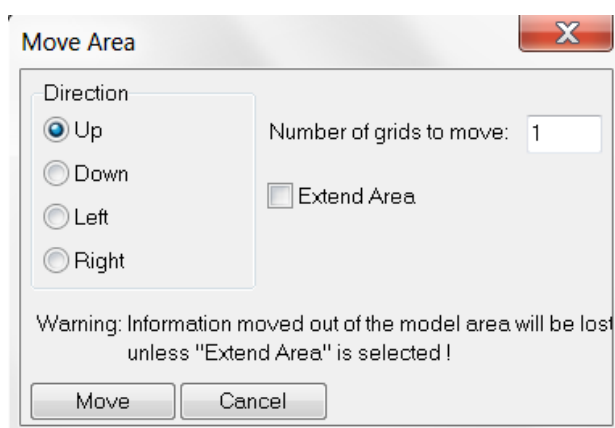 Move Area
Direction
Up
Down
Left
Right
Number of grids to move: 1
Extend Area
Warning: Information moved out of the model area will be lost
unless "Extend Area" is selected !
Move
Cancel